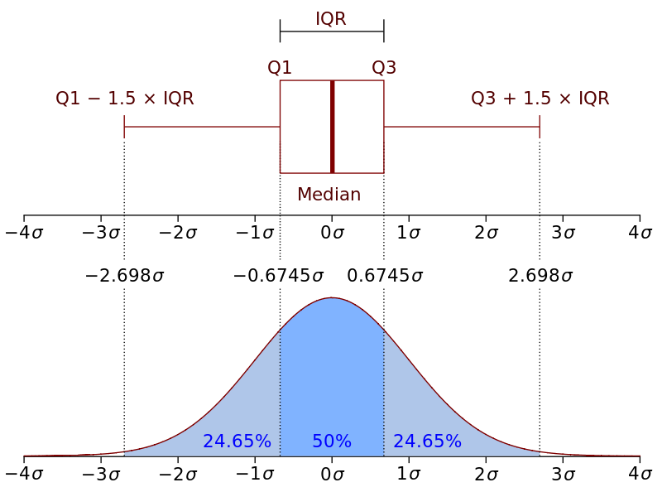 IQR
Q1 Q3
Q1 − 1.5 × IQR Q3 + 1.5 × IQR
Median
−4σ −3σ −2σ −1σ 0σ 1σ 2σ 3σ 4σ
−2.698σ −0.6745σ 0.6745σ 2.698σ
24.65% 50% 24.65%
−4σ −3σ −2σ −1σ 0σ 1σ 2σ 3σ 4σ